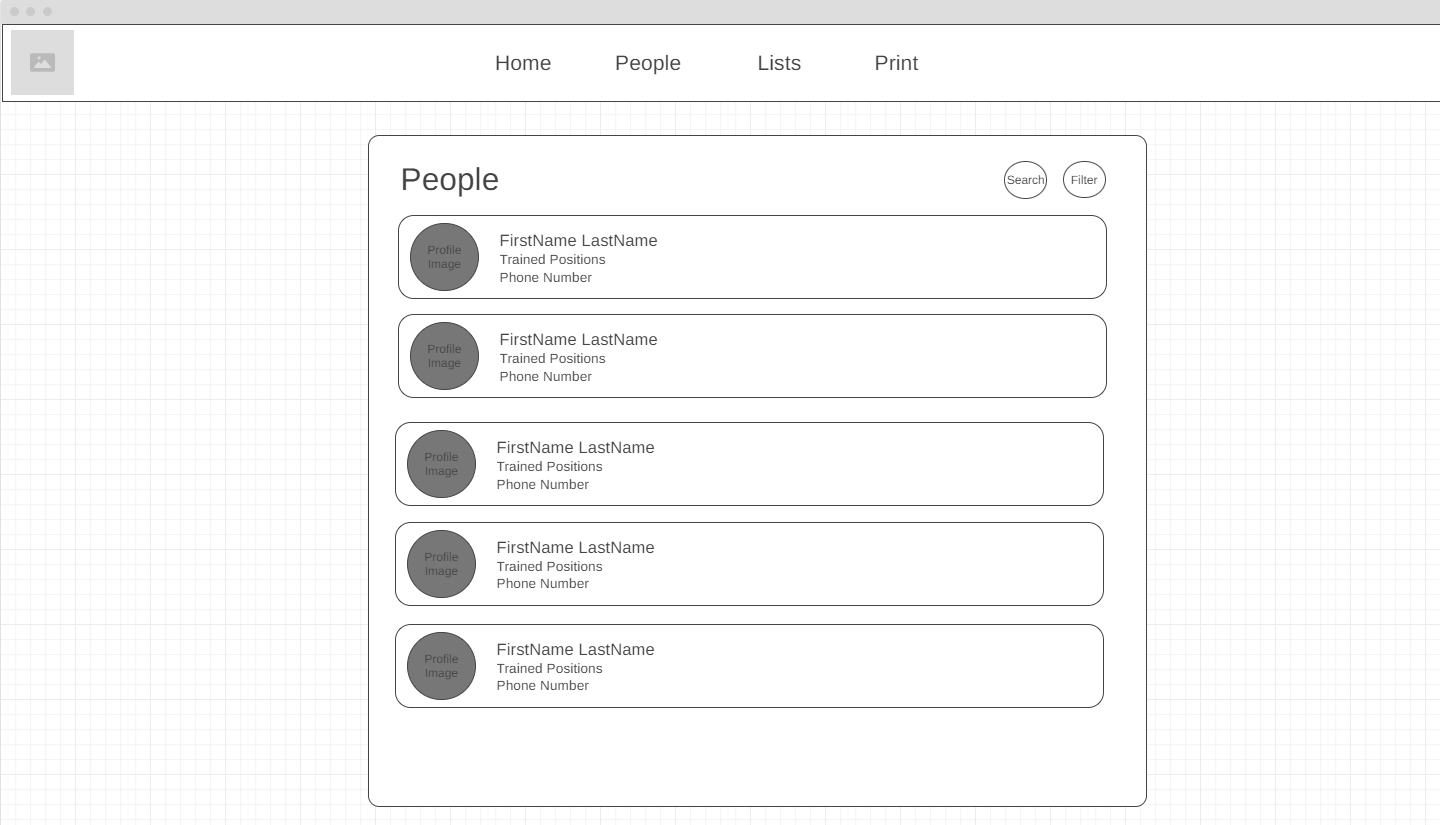 Home People Lists Print
People
Search
Filter
Profile
Image
FirstName LastName
Trained Positions
Phone Number
Profile
Image
FirstName LastName
Trained Positions
Phone Number
Profile
Image
FirstName LastName
Trained Positions
Phone Number
Profile
Image
FirstName LastName
Trained Positions
Phone Number
Profile
Image
FirstName LastName
Trained Positions
Phone Number